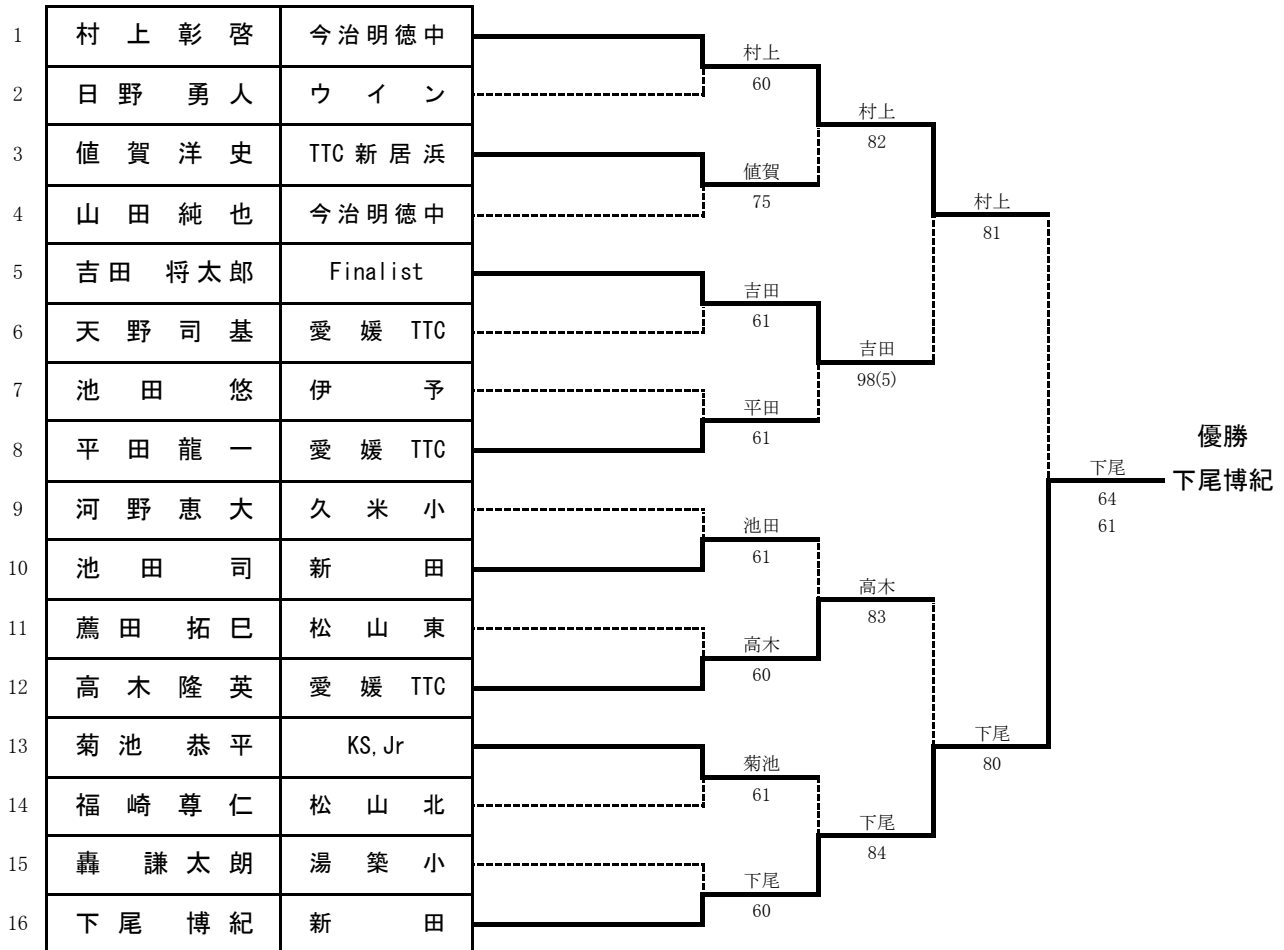 1 村上彰啓 今治明徳中
2 日野勇人 ウイン
3 値賀洋史 TTC新居浜
4 山田純也 今治明徳中
5 吉田将太郎 Finalist
6 天野司基 愛媛TTC
7 池田悠 伊予
8 平田龍一 愛媛TTC
9 河野恵大 久米小
10 池田司 新田
11 薦田拓巳 松山東
12 高木隆英 愛媛TTC
13 菊池恭平 KS,Jr
14 福崎尊仁 松山北
15 轟謙太朗 湯築小
16 下尾博紀 新田
村上
60
値賀
75
吉田
61
平田
61
池田
61
高木
60
菊池
61
下尾
60
村上
82
吉田
98(5)
高木
83
下尾
84
村上
81
下尾
80
下尾
64
61
優勝
下尾博紀